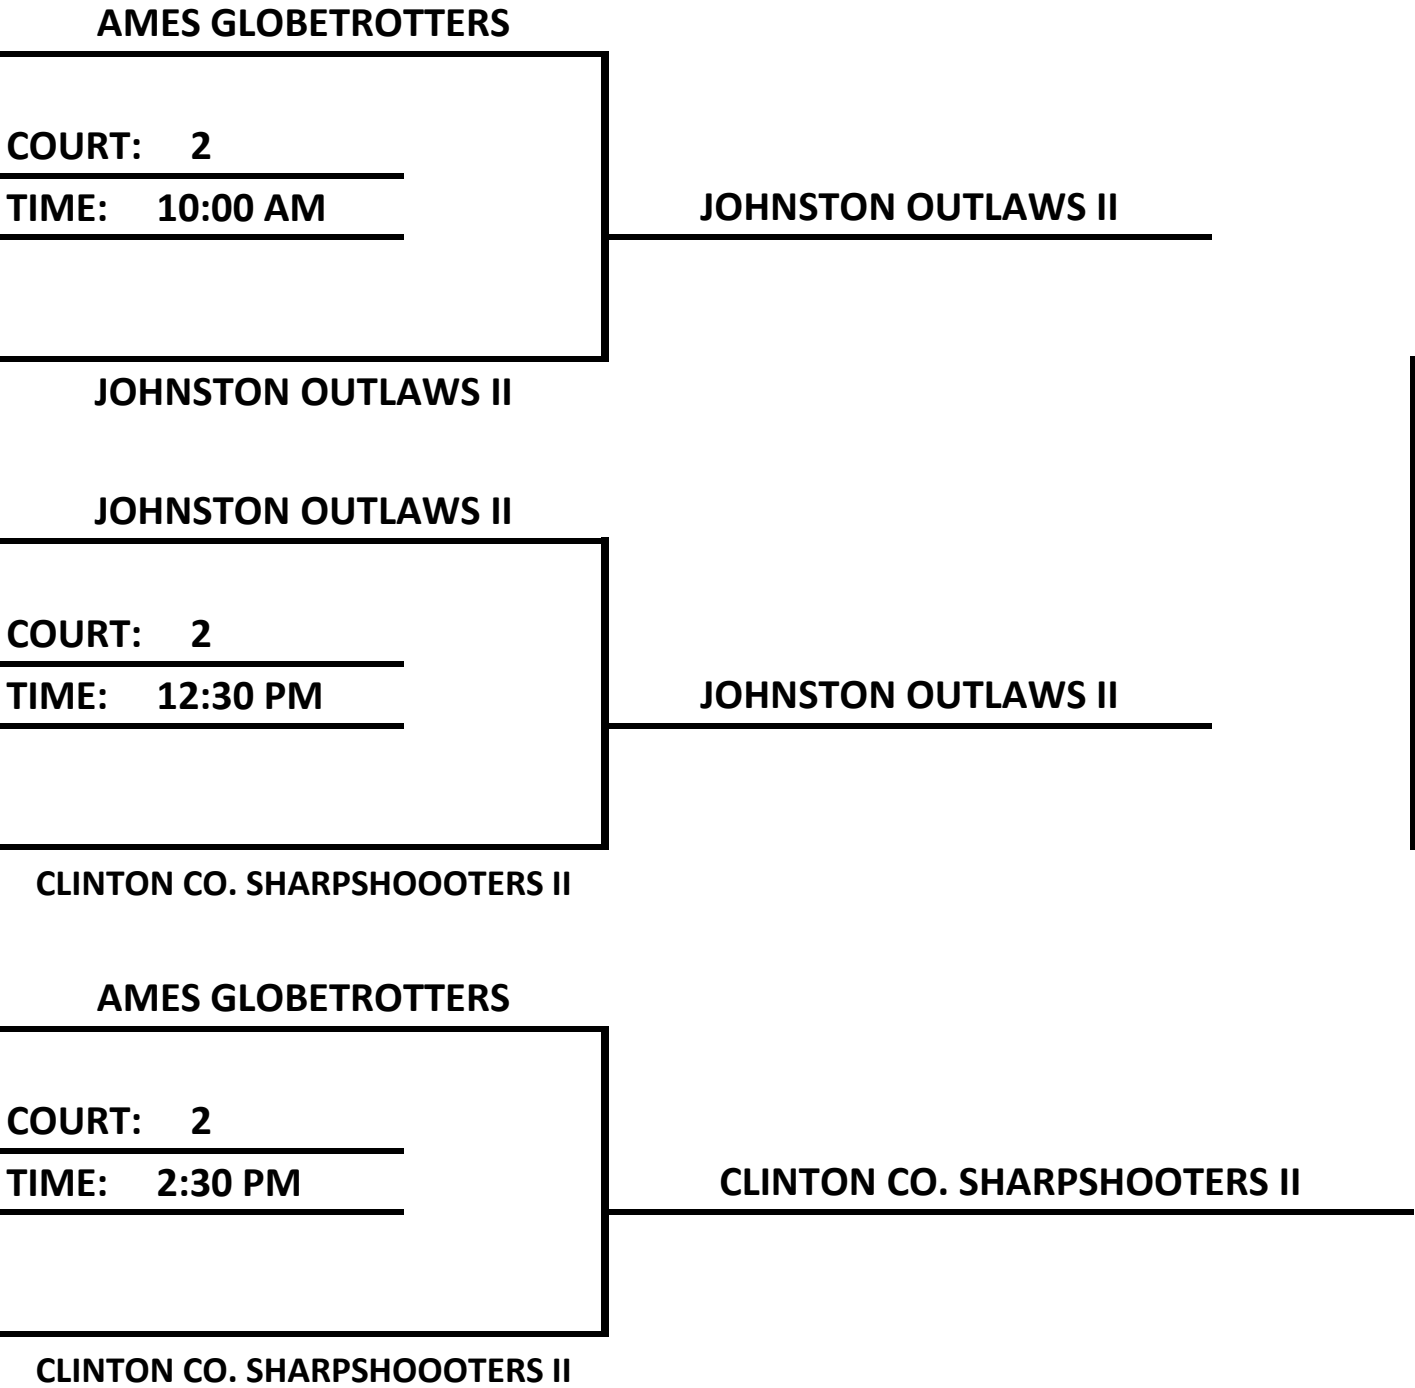 AMES GLOBETROTTERS
COURT: 2
TIME: 10:00 AM
JOHNSTON OUTLAWS II
JOHNSTON OUTLAWS II
JOHNSTON OUTLAWS II
COURT: 2
TIME: 12:30 PM
JOHNSTON OUTLAWS II
CLINTON CO. SHARPSHOOOTERS II
AMES GLOBETROTTERS
COURT: 2
TIME: 2:30 PM
CLINTON CO. SHARPSHOOTERS II
CLINTON CO. SHARPSHOOOTERS II